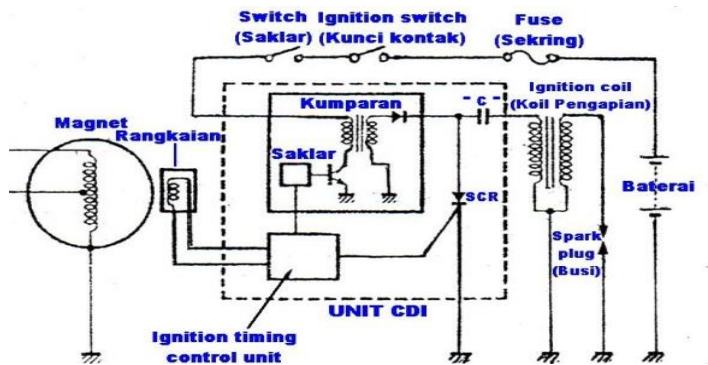 Switch
(Saklar)
Ignition switch
(Kunci kontak)
Fuse
(Sekring)
Kumparan
- C -
Ignition coil
(Koil Pengapian)
Magnet
Rangkaian
Saklar
SCR
Baterai
Spark
plug
(Busi)
UNIT CDI
Ignition timing
control unit